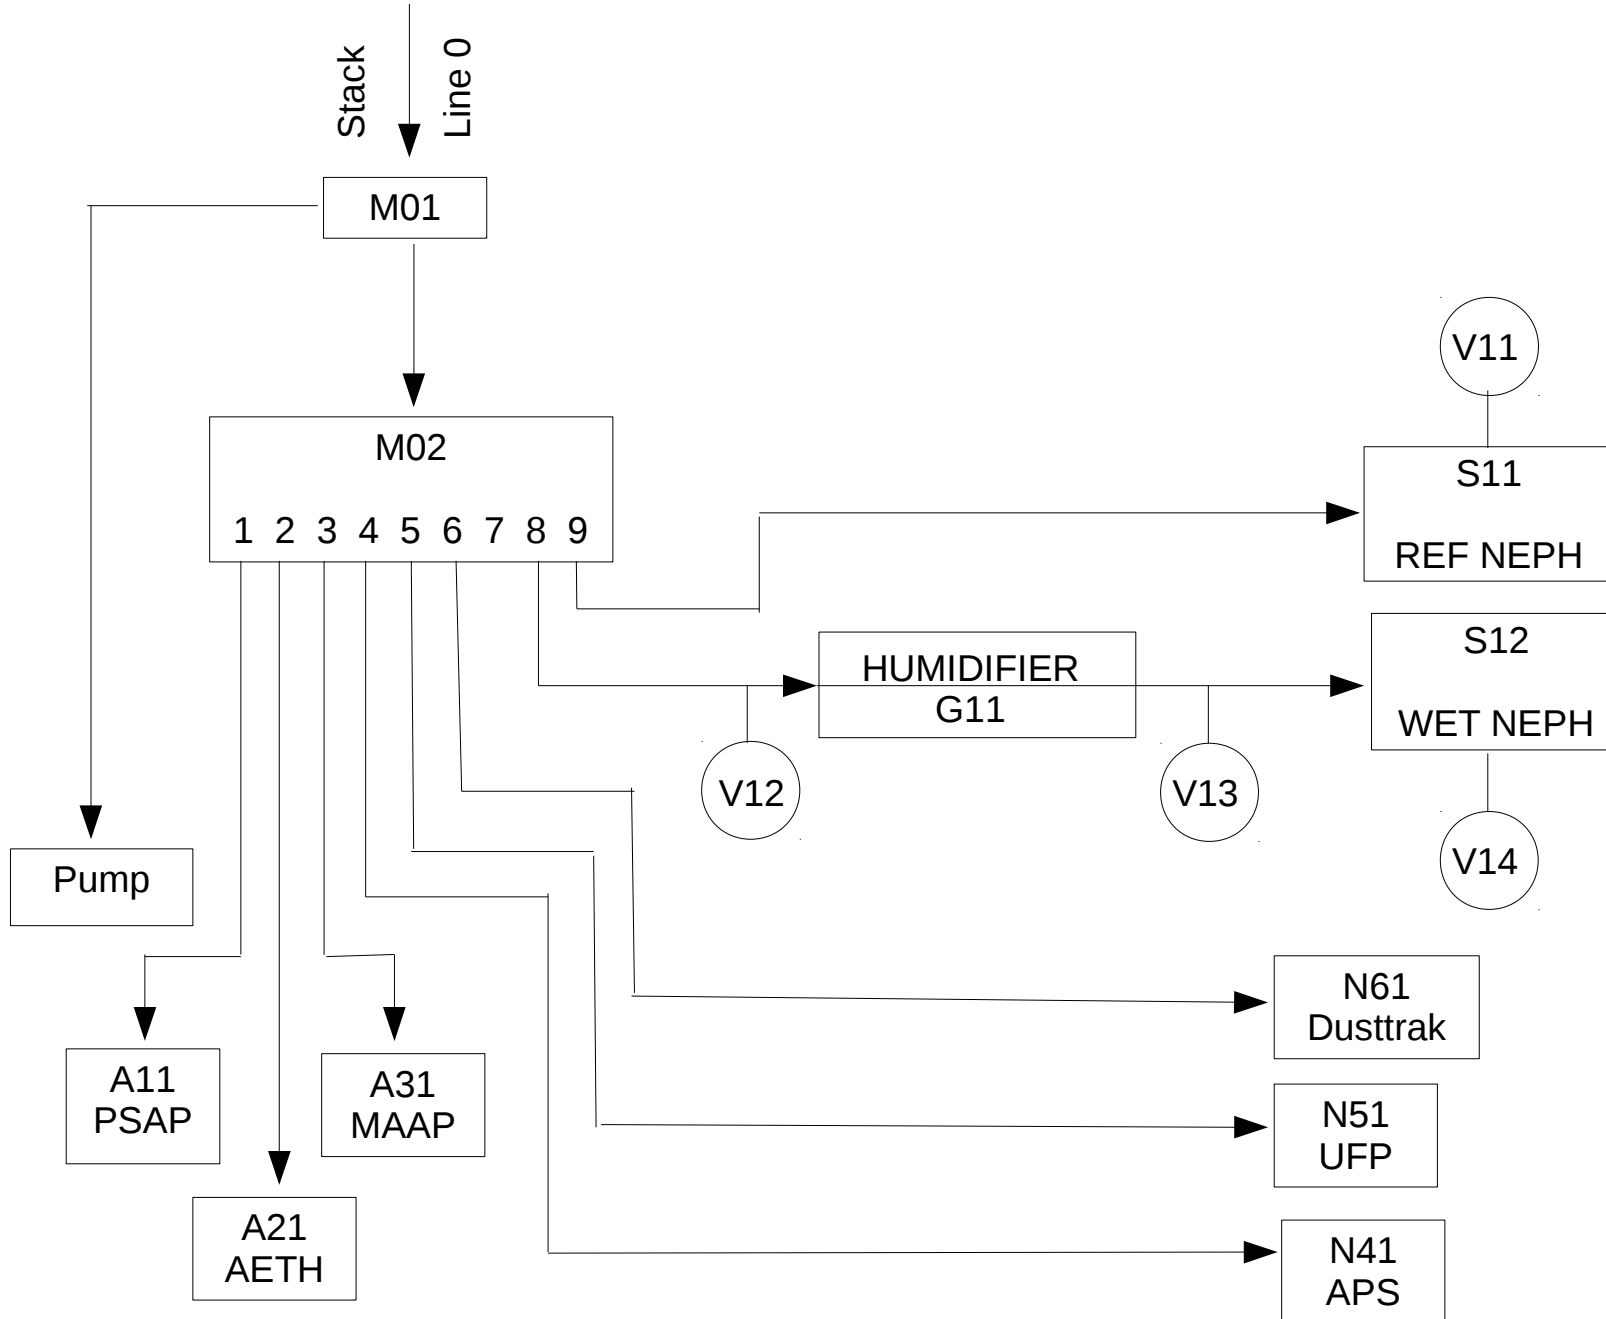 Stack
Line 0
M01
M02
1 2 3 4 5 6 7 8 9
V11
S11
REF NEPH
HUMIDIFIER
G11
S12
WET NEPH
V12
V13
V14
Pump
N61
Dusttrak
A11
PSAP
A31
MAAP
N51
UFP
A21
AETH
N41
APS